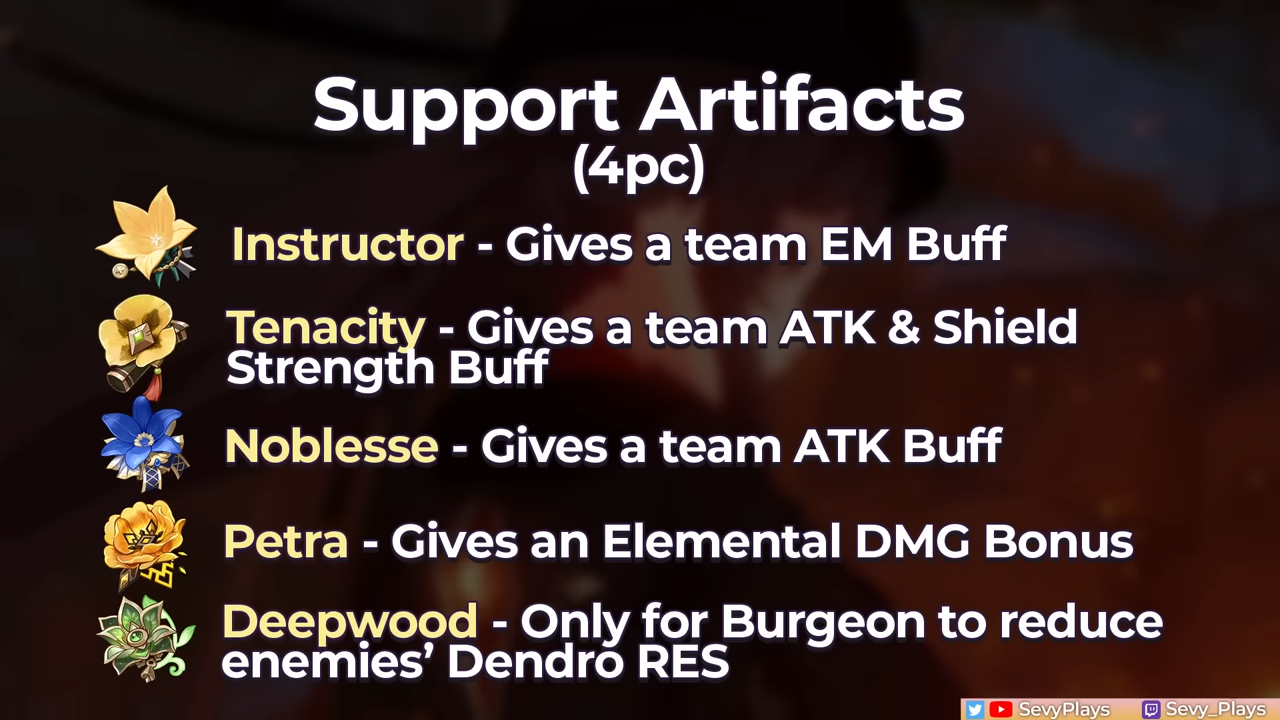 Support Artifacts
(4pc)
Instructor - Gives a team EM Buff
Tenacity - Gives a team ATK & Shield
Strength Buff
Noblesse - Gives a team ATK Buff
Petra - Gives an Elemental DMG Bonus
Deepwood - Only for Burgeon to reduce
enemies’ Dendro RES
SevyPlays Sevy_Plays